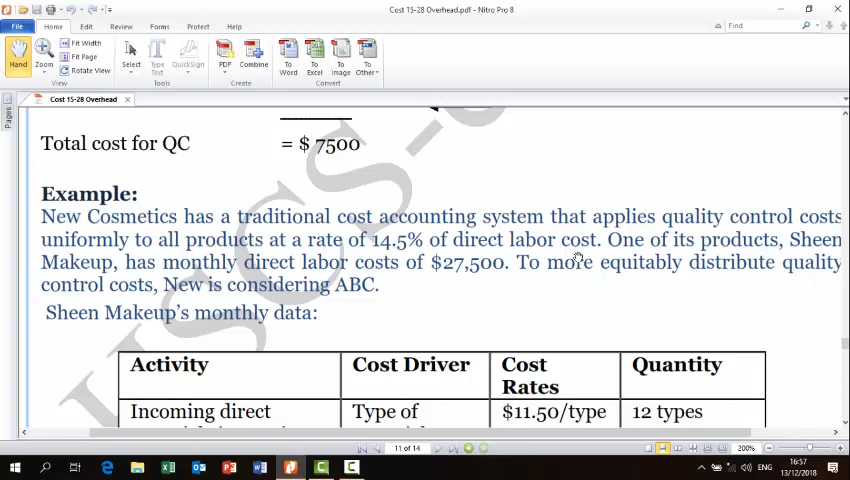 Cost 15-28 Overhead.pdf - Nitro Pro 8
File Home Edit Review Forms Protect Help
Find
Hand Zoom Fit Width Fit Page Rotate View
Select Type Text QuickSign
PDF Combine
To Word To Excel To Image To Other
View Tools Create Convert
Cost 15-28 Overhead
Pages
Total cost for QC = $ 7500
Example:
New Cosmetics has a traditional cost accounting system that applies quality control costs
uniformly to all products at a rate of 14.5% of direct labor cost. One of its products, Sheen
Makeup, has monthly direct labor costs of $27,500. To more equitably distribute quality
control costs, New is considering ABC.
Sheen Makeup's monthly data:
Activity Cost Driver Cost Rates Quantity
Incoming direct Type of $11.50/type 12 types
11 of 14 200%
ENG 16:57
13/12/2018